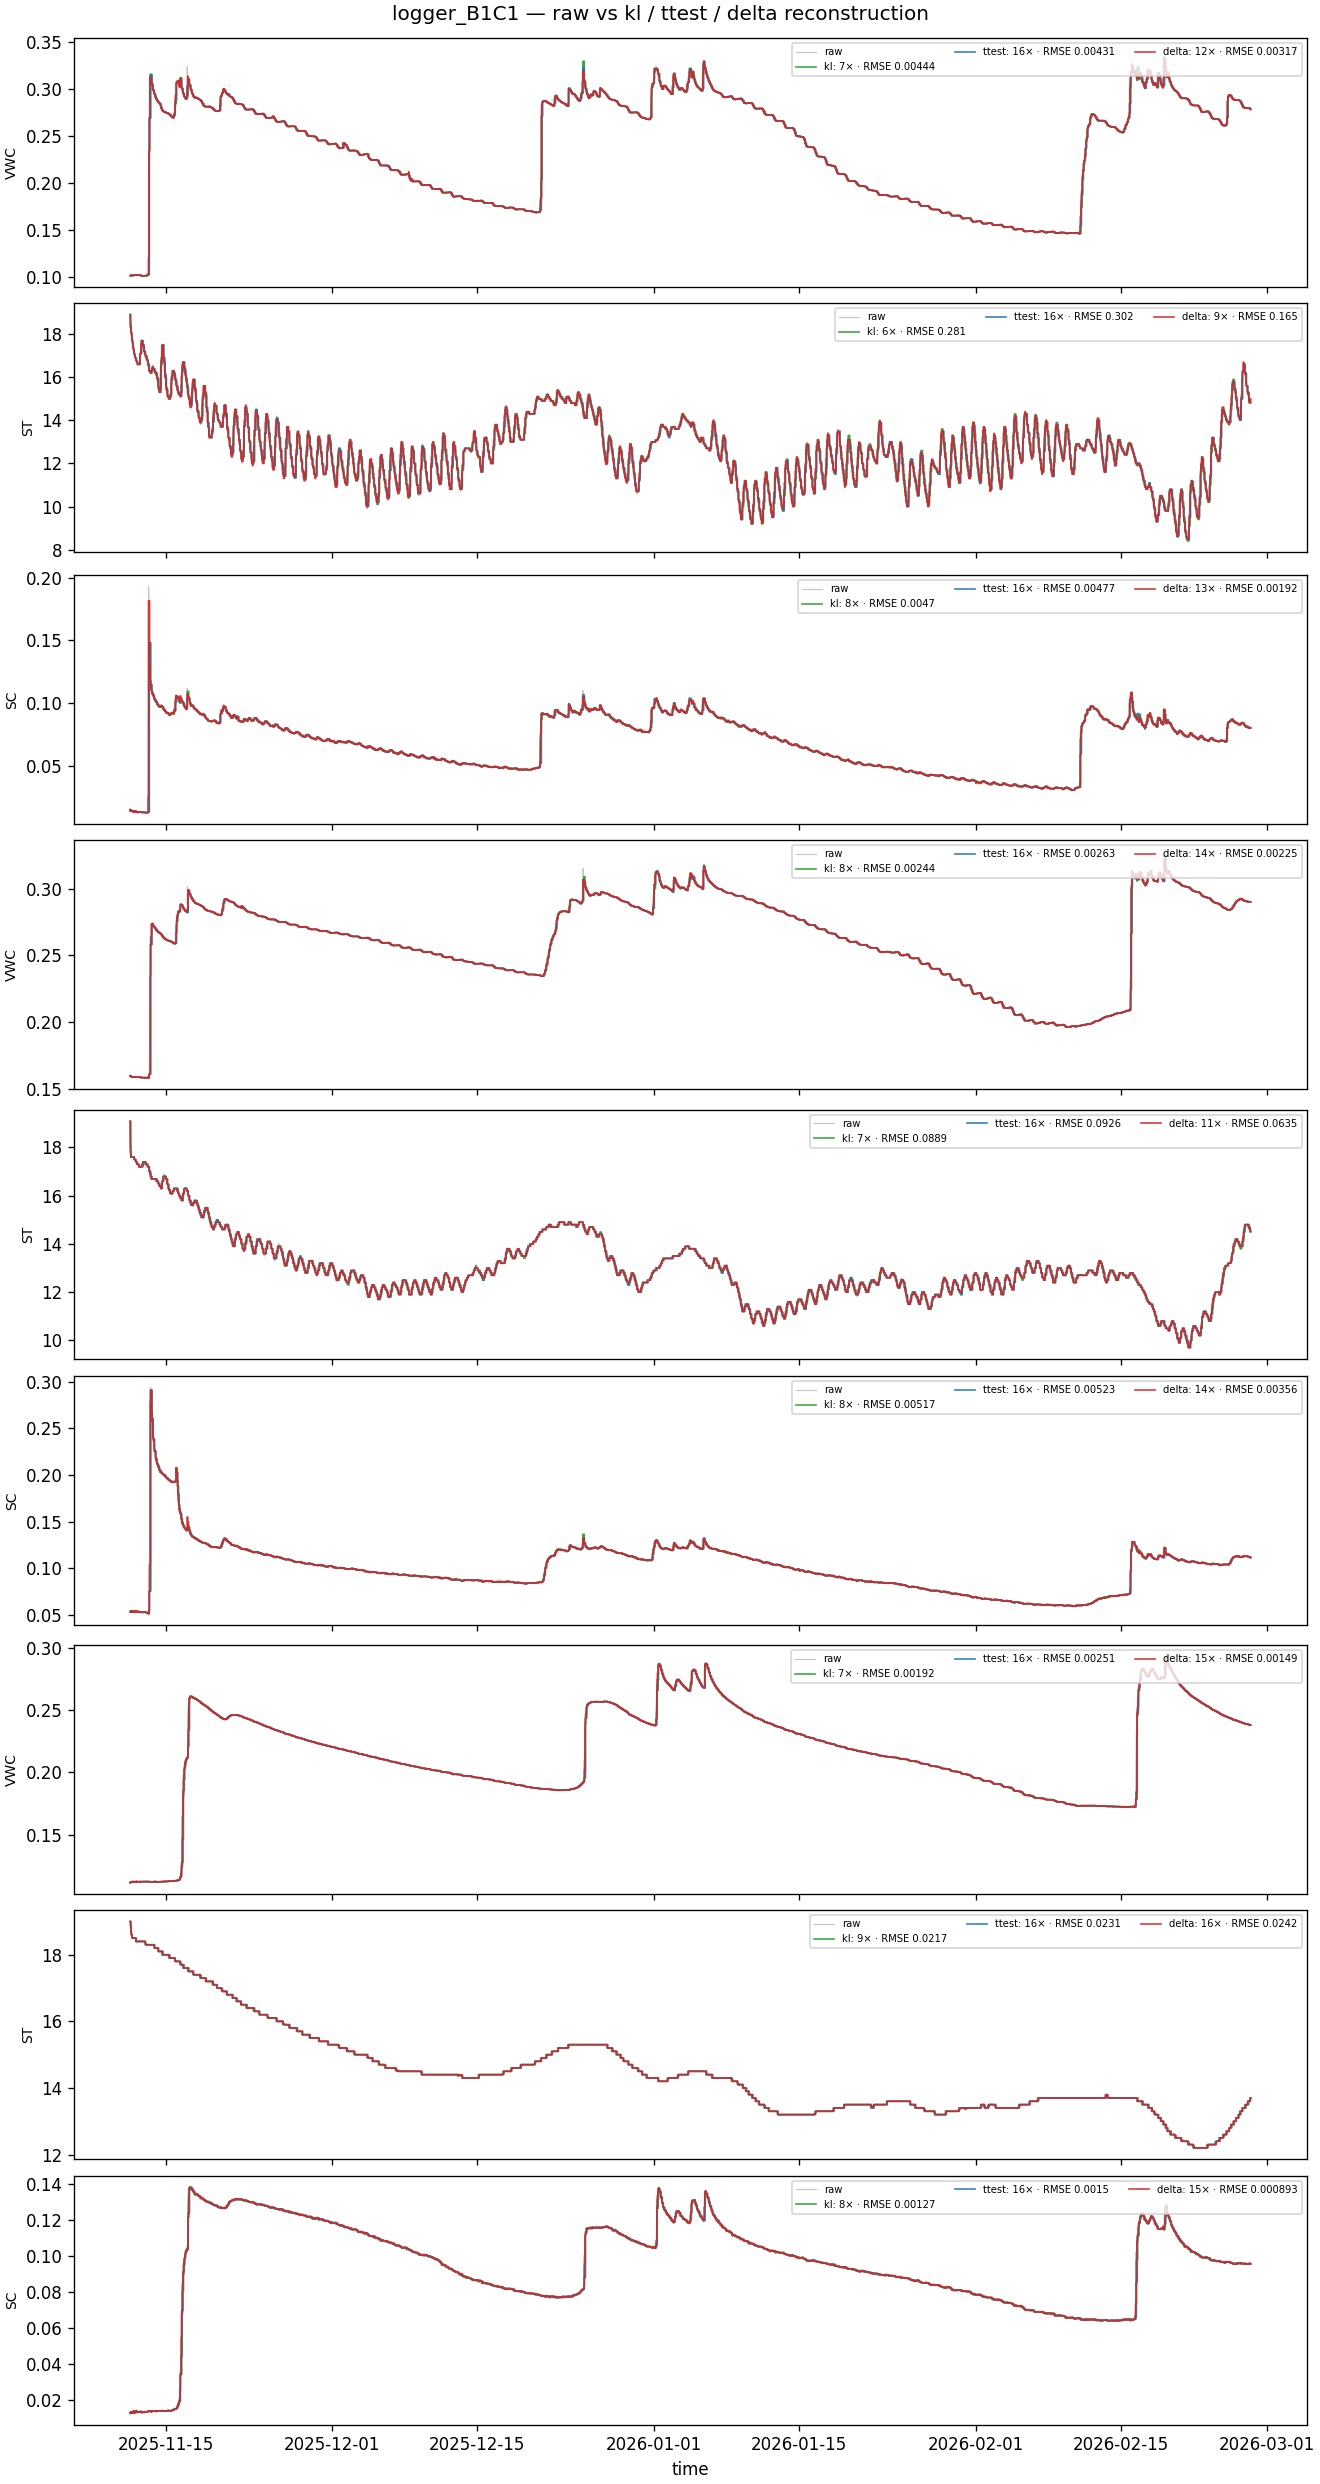 logger_B1C1 — raw vs kl / ttest / delta reconstruction
raw ttest: 16× · RMSE 0.00431 delta: 12× · RMSE 0.00317
kl: 7× · RMSE 0.00444
0.35
0.30
0.25
0.20
0.15
0.10
VWC
raw ttest: 16× · RMSE 0.302 delta: 9× · RMSE 0.165
kl: 6× · RMSE 0.281
18
16
14
12
10
8
ST
raw ttest: 16× · RMSE 0.00477 delta: 13× · RMSE 0.00192
kl: 8× · RMSE 0.0047
0.20
0.15
0.10
0.05
SC
raw ttest: 16× · RMSE 0.00263 delta: 14× · RMSE 0.00225
kl: 8× · RMSE 0.00244
0.30
0.25
0.20
0.15
VWC
raw ttest: 16× · RMSE 0.0926 delta: 11× · RMSE 0.0635
kl: 7× · RMSE 0.0889
18
16
14
12
10
ST
raw ttest: 16× · RMSE 0.00523 delta: 14× · RMSE 0.00356
kl: 8× · RMSE 0.00517
0.30
0.25
0.20
0.15
0.10
0.05
SC
raw ttest: 16× · RMSE 0.00251 delta: 15× · RMSE 0.00149
kl: 7× · RMSE 0.00192
0.30
0.25
0.20
0.15
VWC
raw ttest: 16× · RMSE 0.0231 delta: 16× · RMSE 0.0242
kl: 9× · RMSE 0.0217
18
16
14
12
ST
raw ttest: 16× · RMSE 0.0015 delta: 15× · RMSE 0.000893
kl: 8× · RMSE 0.00127
0.14
0.12
0.10
0.08
0.06
0.04
0.02
SC
2025-11-15 2025-12-01 2025-12-15 2026-01-01 2026-01-15 2026-02-01 2026-02-15 2026-03-01
time